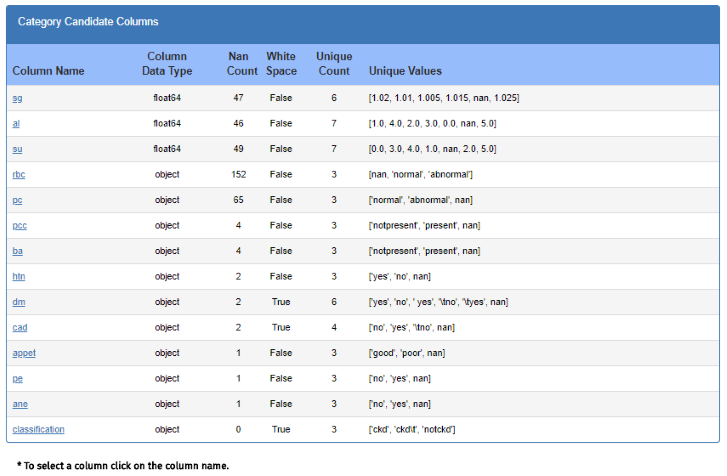 Category Candidate Columns
Column Name Column Data Type Nan Count White Space Unique Count Unique Values
sg float64 47 False 6 [1.02, 1.01, 1.005, 1.015, nan, 1.025]
al float64 46 False 7 [1.0, 4.0, 2.0, 3.0, 0.0, nan, 5.0]
su float64 49 False 7 [0.0, 3.0, 4.0, 1.0, nan, 2.0, 5.0]
rbc object 152 False 3 [nan, 'normal', 'abnormal']
pc object 65 False 3 ['normal', 'abnormal', nan]
pcc object 4 False 3 ['notpresent', 'present', nan]
ba object 4 False 3 ['notpresent', 'present', nan]
htn object 2 False 3 ['yes', 'no', nan]
dm object 2 True 6 ['yes', 'no', ' yes', '\tno', '\tyes', nan]
cad object 2 True 4 ['no', 'yes', '\tno', nan]
appet object 1 False 3 ['good', 'poor', nan]
pe object 1 False 3 ['no', 'yes', nan]
ane object 1 False 3 ['no', 'yes', nan]
classification object 0 True 3 ['ckd', 'ckd\t', 'notckd']
* To select a column click on the column name.